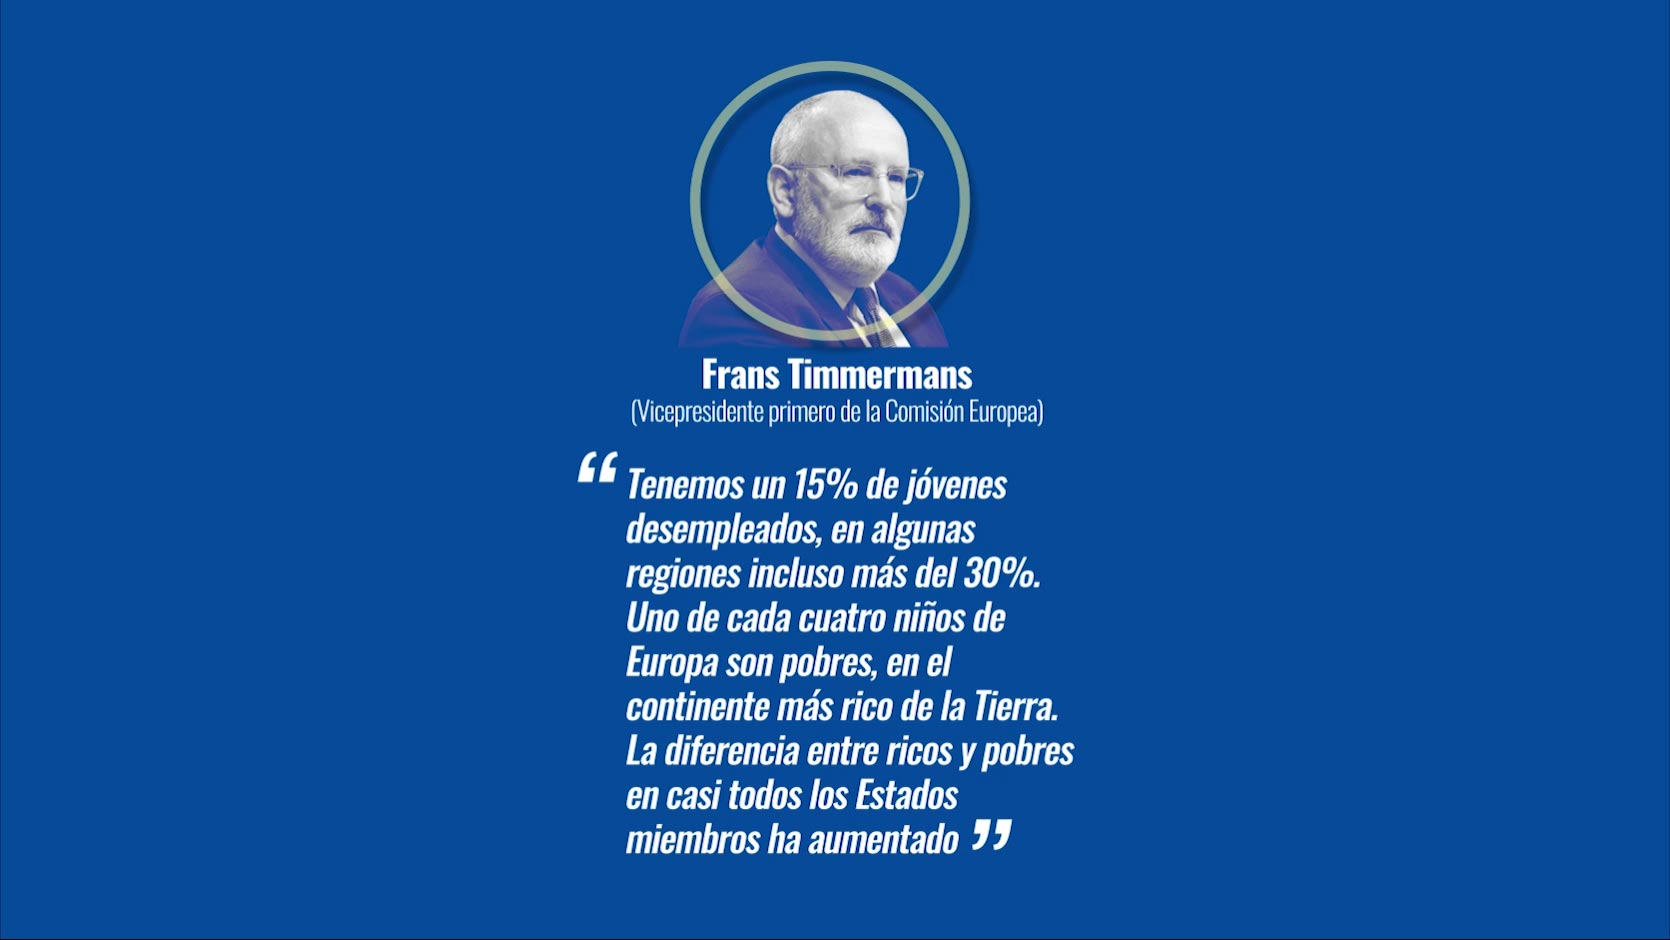 Frans Timmermans
(Vicepresidente primero de la Comisión Europea)
“Tenemos un 15% de jóvenes
desempleados, en algunas
regiones incluso más del 30%.
Uno de cada cuatro niños de
Europa son pobres, en el
continente más rico de la Tierra.
La diferencia entre ricos y pobres
en casi todos los Estados
miembros ha aumentado”